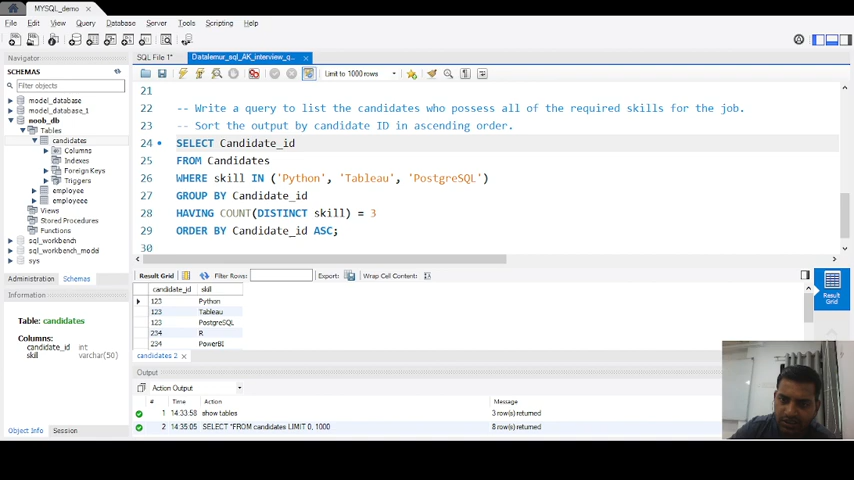 MYSQL_demo
File Edit View Query Database Server Tools Scripting Help
Navigator
SCHEMAS
Filter objects
model_database
model_database_1
noob_db
Tables
candidates
Columns
Indexes
Foreign Keys
Triggers
employee
employeee
Views
Stored Procedures
Functions
sql_workbench
sql_workbench_model
sys
Administration Schemas
Information
Table: candidates
Columns:
candidate_id int
skill varchar(50)
Object Info Session
SQL File 1* Datalemur_sql_AK_interview_q...
Limit to 1000 rows
21
22 -- Write a query to list the candidates who possess all of the required skills for the job.
23 -- Sort the output by candidate ID in ascending order.
24 SELECT Candidate_id
25 FROM Candidates
26 WHERE skill IN ('Python', 'Tableau', 'PostgreSQL')
27 GROUP BY Candidate_id
28 HAVING COUNT(DISTINCT skill) = 3
29 ORDER BY Candidate_id ASC;
30
Result Grid Filter Rows: Export: Wrap Cell Content:
candidate_id skill
123 Python
123 Tableau
123 PostgreSQL
234 R
234 PowerBI
Result
Grid
candidates 2
Output
Action Output
# Time Action Message
1 14:33:58 show tables 3 row(s) returned
2 14:35:05 SELECT *FROM candidates LIMIT 0, 1000 8 row(s) returned